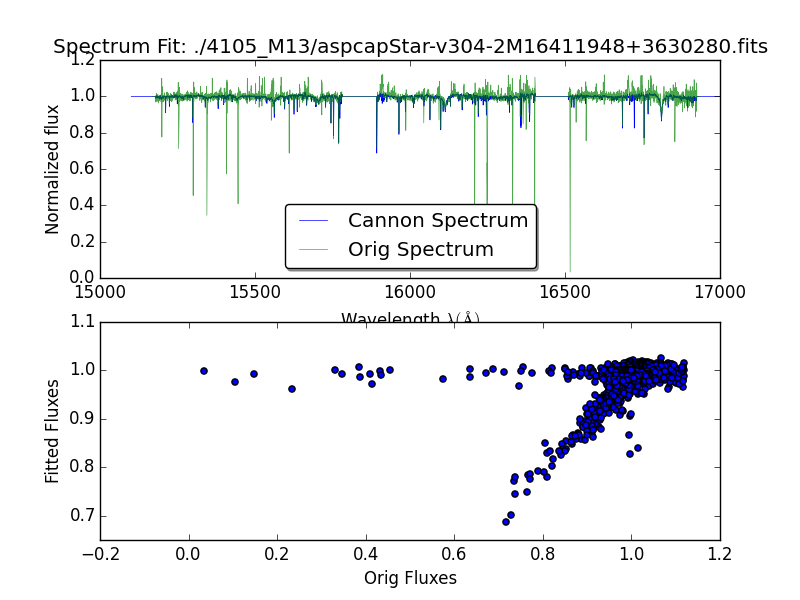 Spectrum Fit: ./4105_M13/aspcapStar-v304-2M16411948+3630280.fits
1.2
1.0
0.8
0.6
0.4
0.2
0.0
Normalized flux
Cannon Spectrum
Orig Spectrum
15000 15500 16000 16500 17000
Wavelength λ(Å)
1.1
1.0
0.9
0.8
0.7
Fitted Fluxes
−0.2 0.0 0.2 0.4 0.6 0.8 1.0 1.2
Orig Fluxes